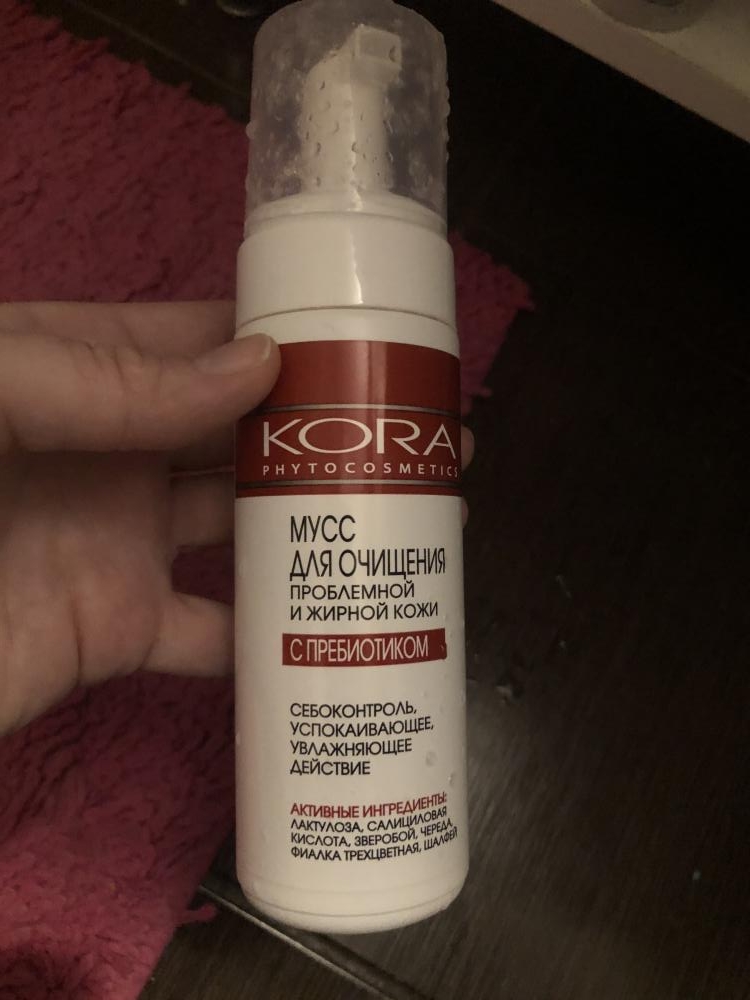 KORA
PHYTOCOSMETICS
МУСС
ДЛЯ ОЧИЩЕНИЯ
ПРОБЛЕМНОЙ
И ЖИРНОЙ КОЖИ
С ПРЕБИОТИКОМ
СЕБОКОНТРОЛЬ,
УСПОКАИВАЮЩЕЕ,
УВЛАЖНЯЮЩЕЕ
ДЕЙСТВИЕ
АКТИВНЫЕ ИНГРЕДИЕНТЫ:
ЛАКТУЛОЗА, САЛИЦИЛОВАЯ
КИСЛОТА, ЗВЕРОБОЙ, ЧЕРЕДА,
ФИАЛКА ТРЕХЦВЕТНАЯ, ШАЛФЕЙ